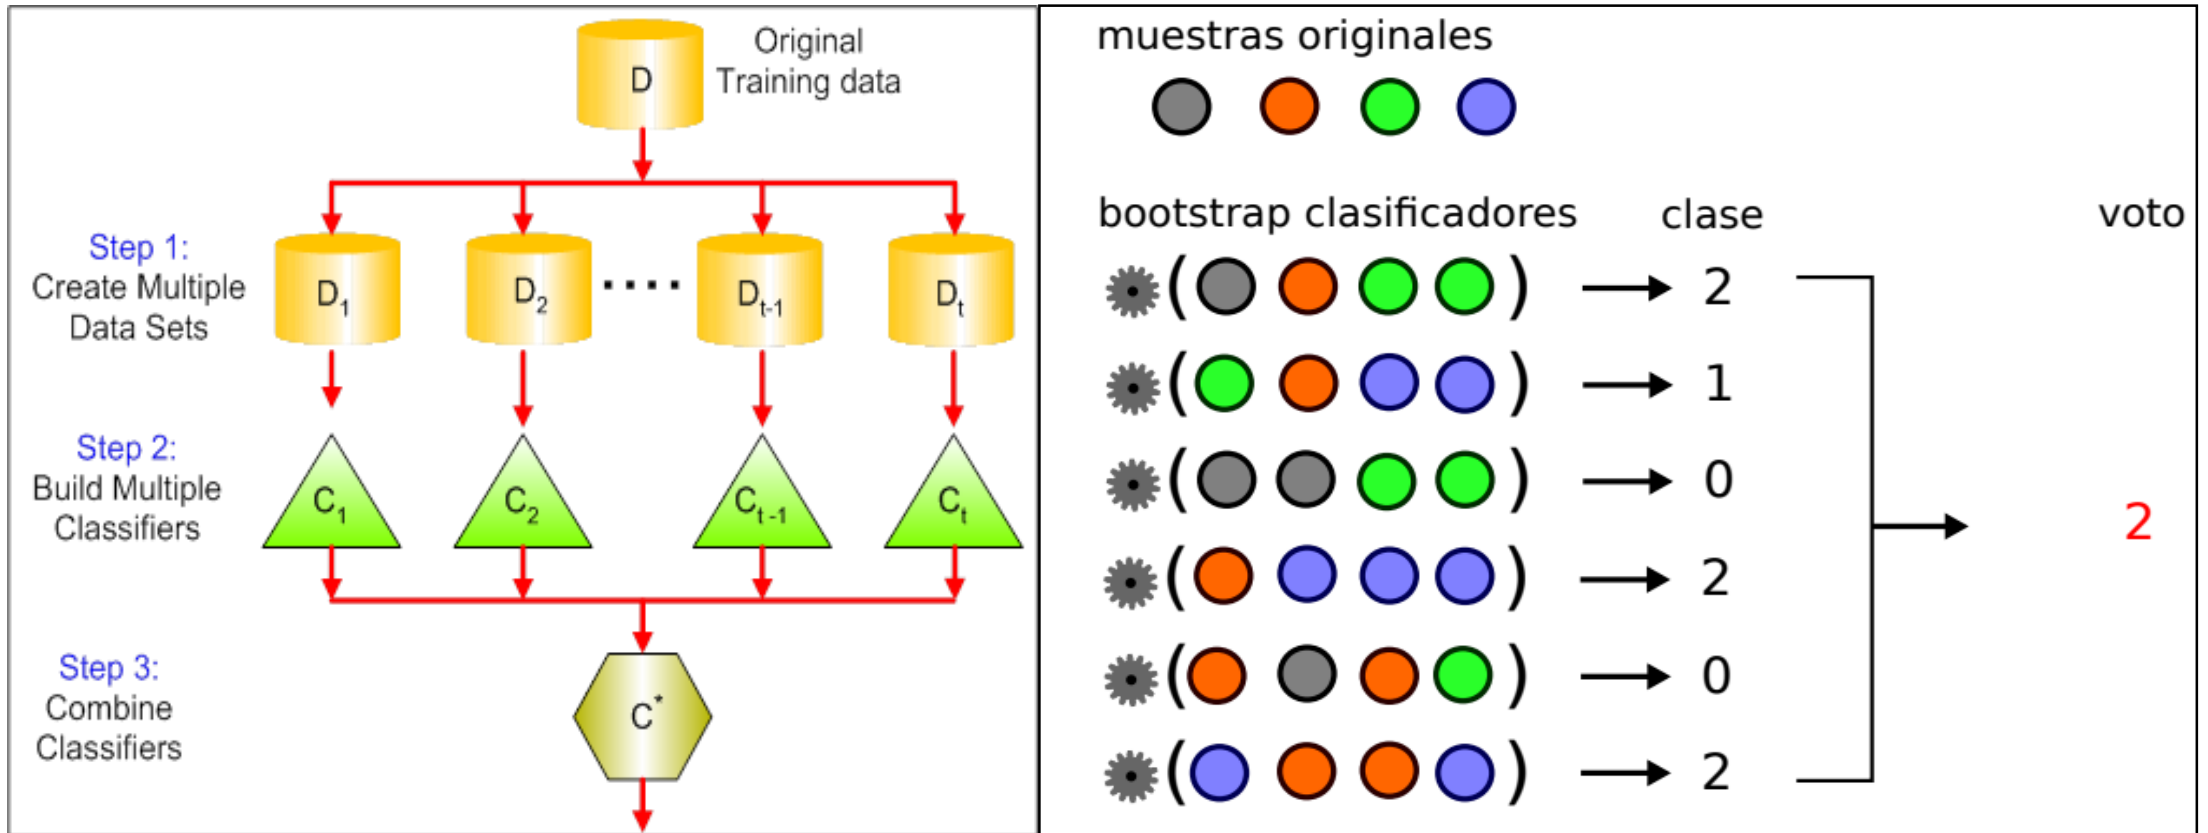 D
Original
Training data
Step 1:
Create Multiple
Data Sets
D1
D2
....
Dt-1
Dt
Step 2:
Build Multiple
Classifiers
C1
C2
Ct -1
Ct
Step 3:
Combine
Classifiers
C*
muestras originales
bootstrap clasificadores
clase
voto
( ) 2
( ) 1
( ) 0
( ) 2
( ) 0
( ) 2
2